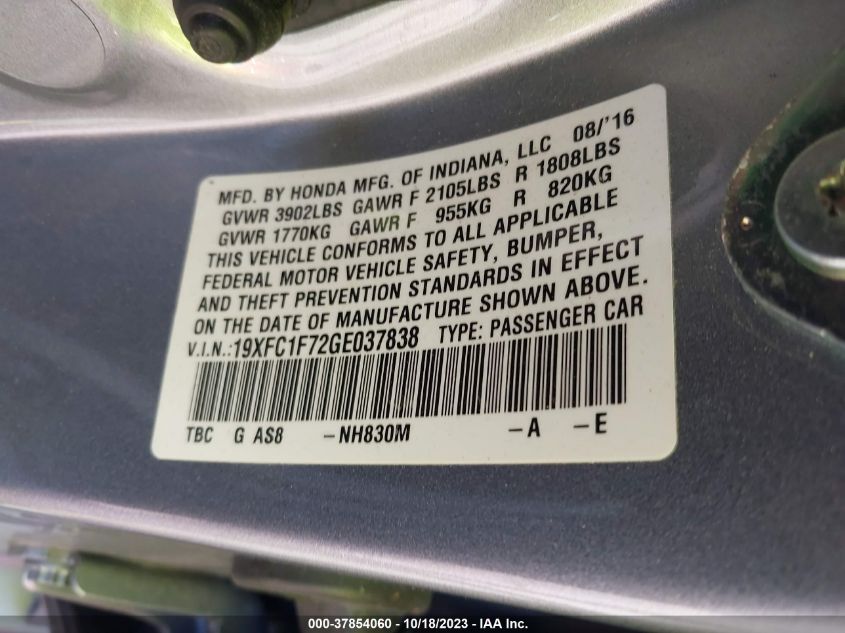 MFD. BY HONDA MFG. OF INDIANA, LLC 08/'16
GVWR 3902LBS GAWR F 2105LBS R 1808LBS
GVWR 1770KG GAWR F 955KG R 820KG
THIS VEHICLE CONFORMS TO ALL APPLICABLE
FEDERAL MOTOR VEHICLE SAFETY, BUMPER,
AND THEFT PREVENTION STANDARDS IN EFFECT
ON THE DATE OF MANUFACTURE SHOWN ABOVE.
V.I.N.:19XFC1F72GE037838 TYPE: PASSENGER CAR
TBC G AS8 -NH830M -A -E
000-37854060 - 10/18/2023 - IAA Inc.